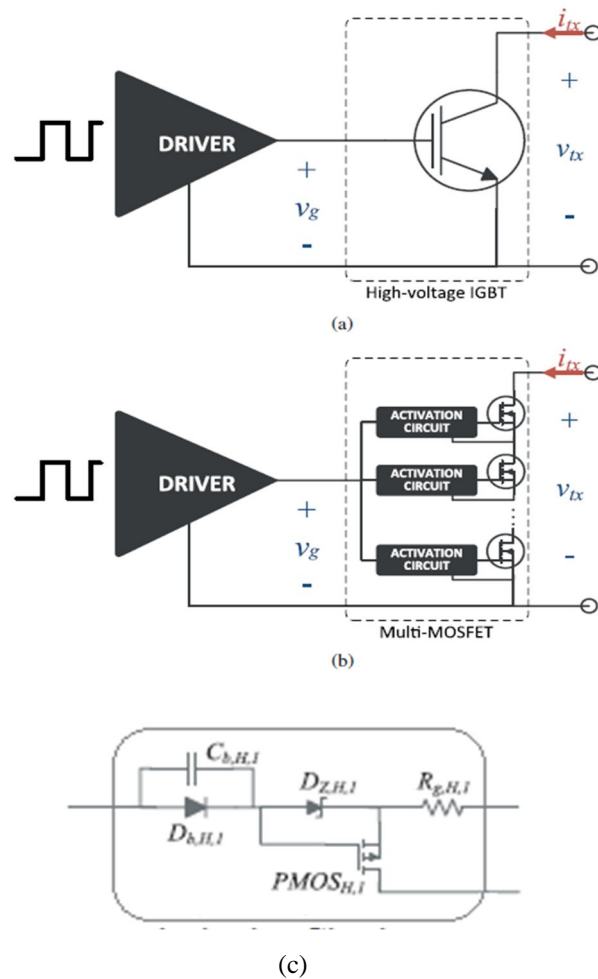 i_tx
DRIVER
+
v_g
-
+
v_tx
-
High-voltage IGBT
(a)
i_tx
ACTIVATION
CIRCUIT
ACTIVATION
CIRCUIT
ACTIVATION
CIRCUIT
DRIVER
+
v_g
-
+
v_tx
-
Multi-MOSFET
(b)
C_b,H,1
D_b,H,1
D_Z,H,1
R_g,H,1
PMOS_H,1
(c)